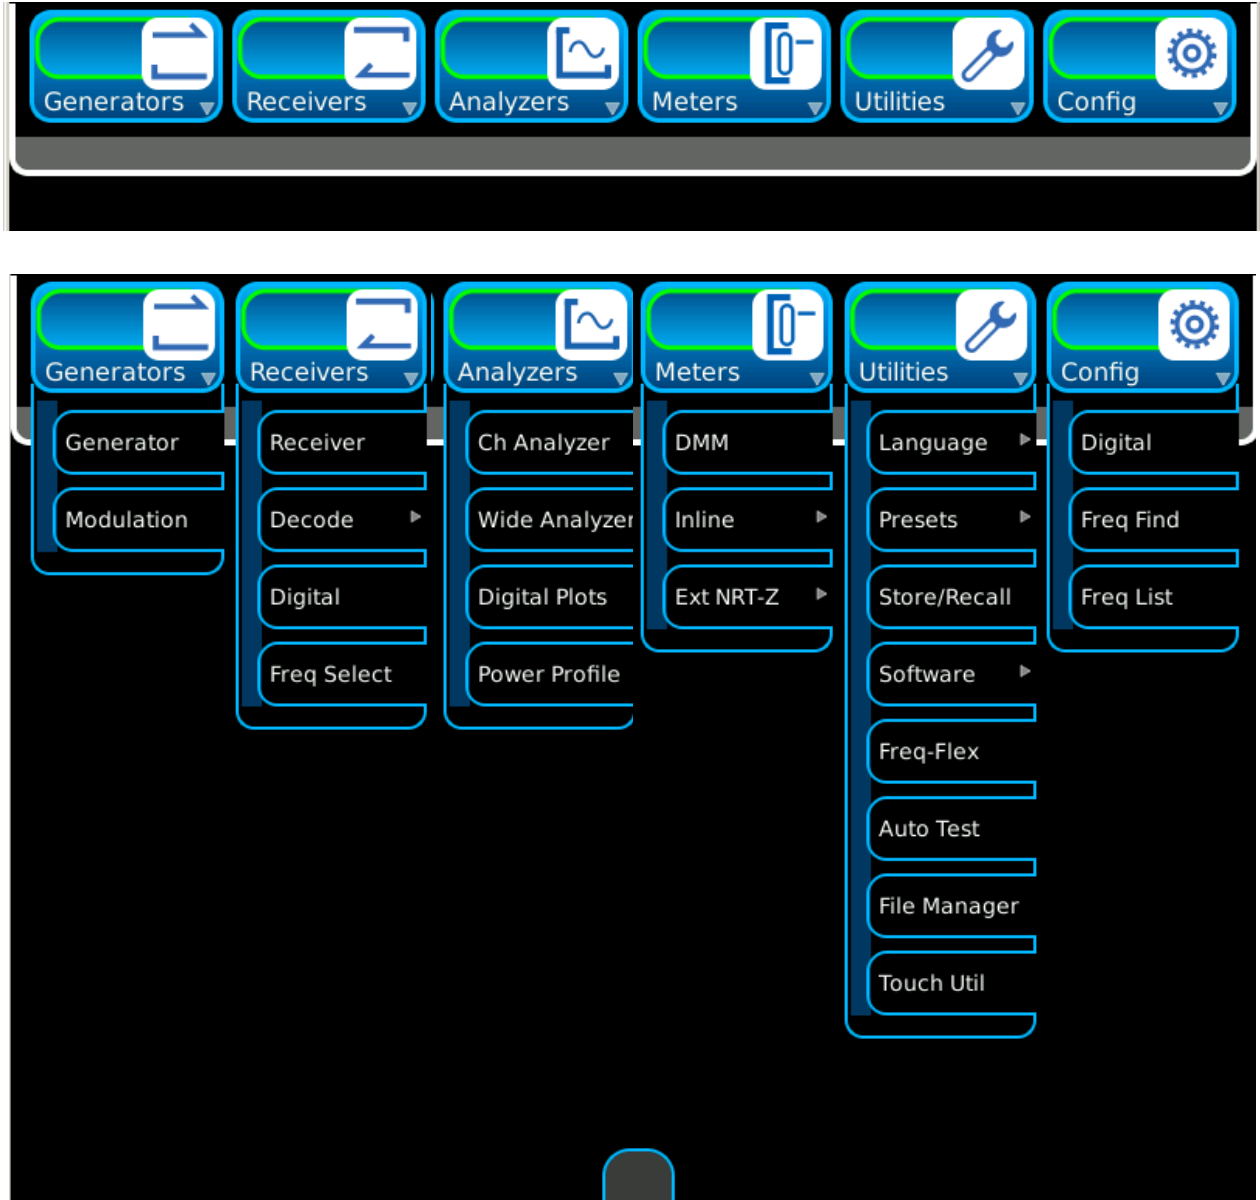 Generators
Receivers
Analyzers
Meters
Utilities
Config
Generators
Receivers
Analyzers
Meters
Utilities
Config
Generator
Modulation
Receiver
Decode
Digital
Freq Select
Ch Analyzer
Wide Analyzer
Digital Plots
Power Profile
DMM
Inline
Ext NRT-Z
Language
Presets
Store/Recall
Software
Freq-Flex
Auto Test
File Manager
Touch Util
Digital
Freq Find
Freq List